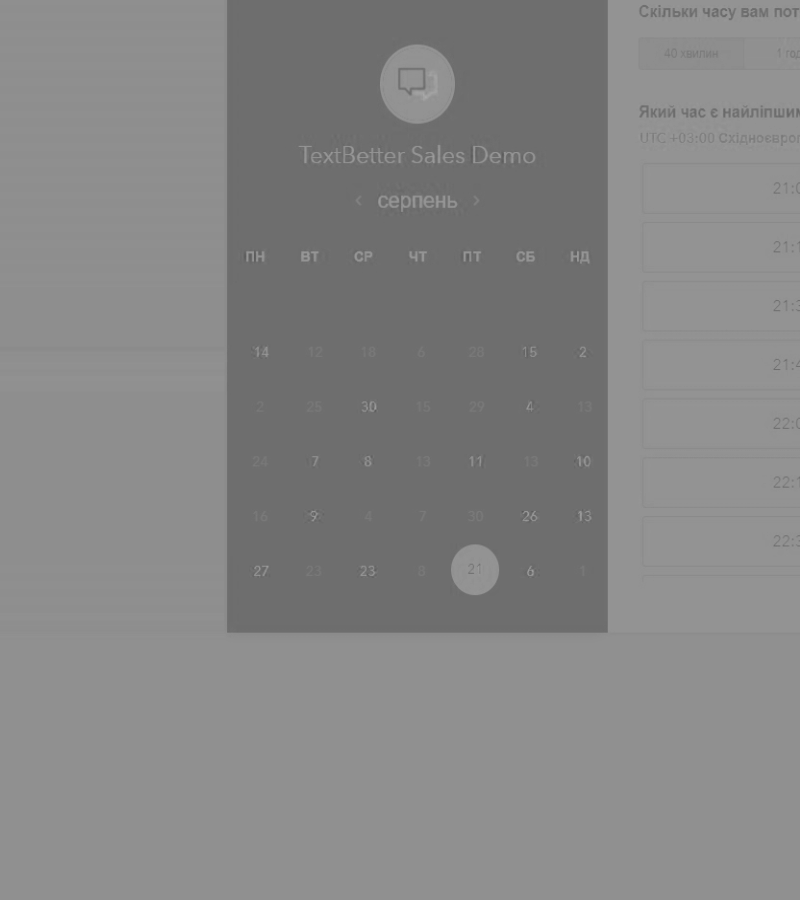 TextBetter Sales Demo
‹ серпень ›
ПН ВТ СР ЧТ ПТ СБ НД
14 12 18 6 28 15 2
2 25 30 15 29 4 13
24 7 8 13 11 13 10
16 9 4 7 30 26 13
27 23 23 8 21 6 1
Скільки часу вам пот
40 хвилин 1 год
Який час є найліпшим
UTC +03:00 Східноєвроп
21:0
21:1
21:3
21:4
22:0
22:1
22:3